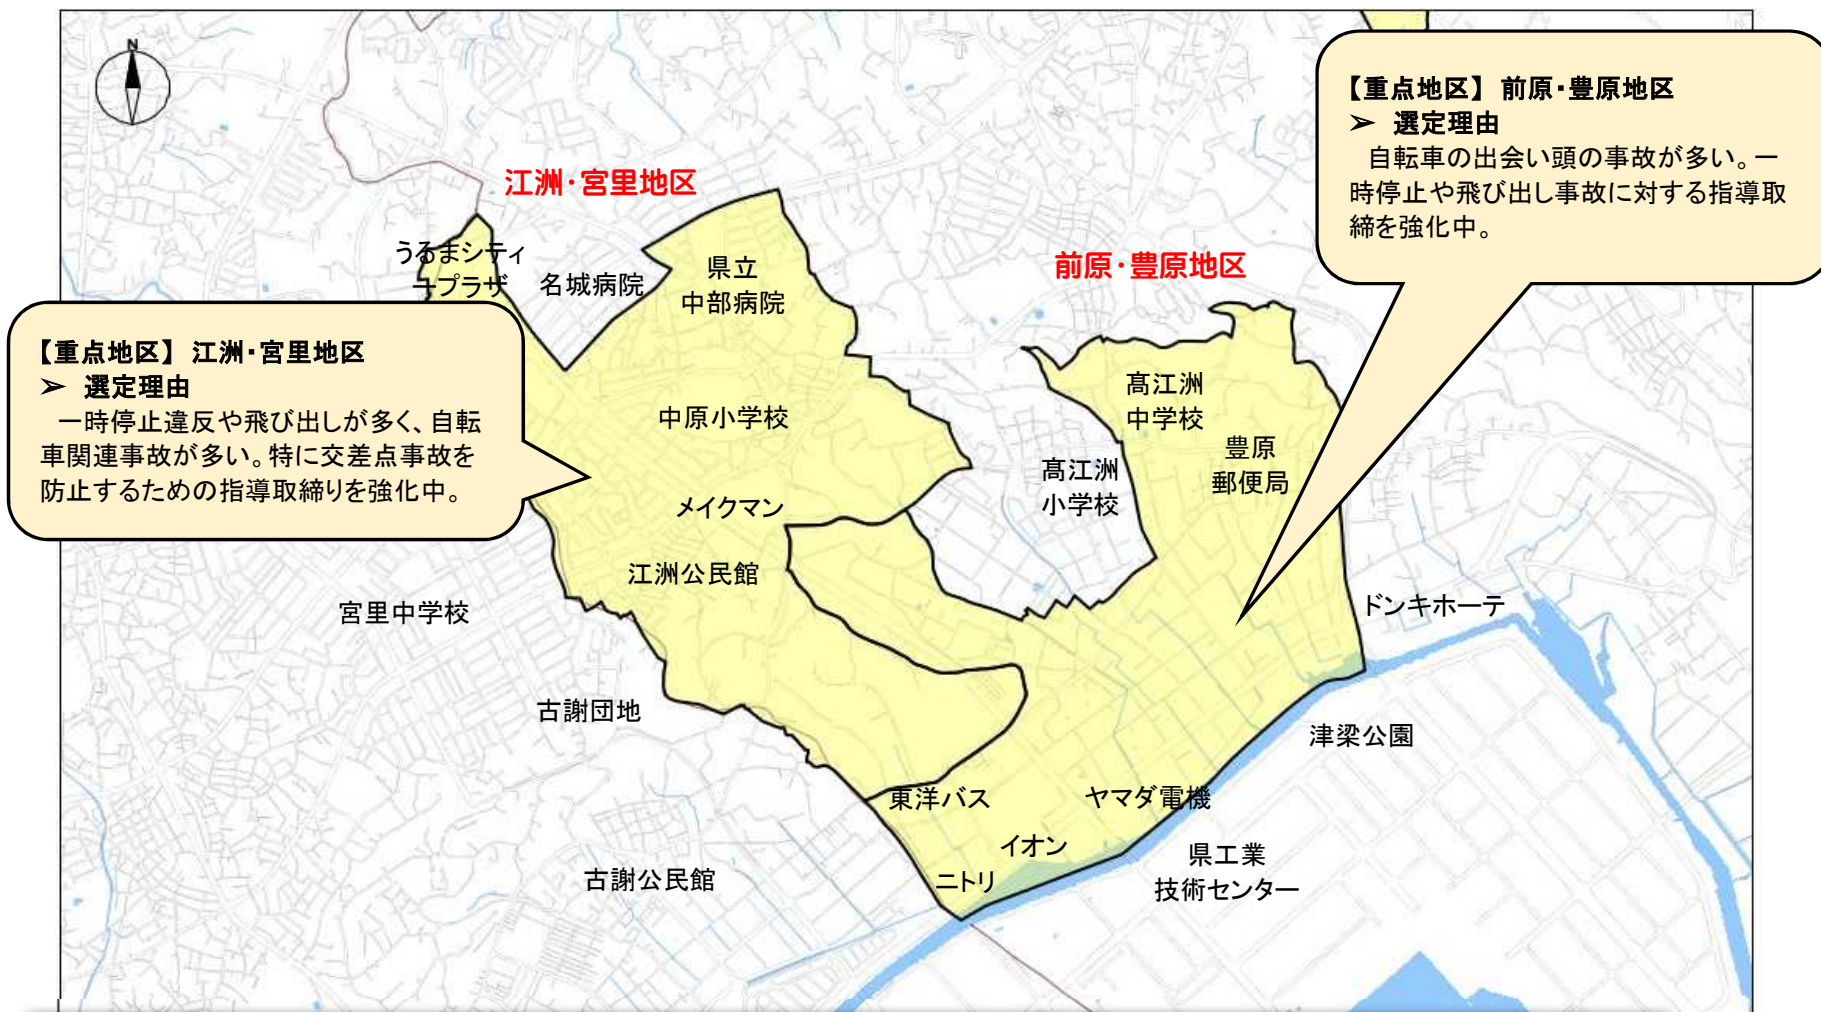 N
【重点地区】 前原・豊原地区
➢ 選定理由
自転車の出会い頭の事故が多い。一
時停止や飛び出し事故に対する指導取
締を強化中。
江洲・宮里地区
前原・豊原地区
うるまシティ
ープラザ
名城病院
県立
中部病院
【重点地区】 江洲・宮里地区
➢ 選定理由
一時停止違反や飛び出しが多く、自転
車関連事故が多い。特に交差点事故を
防止するための指導取締りを強化中。
中原小学校
髙江洲
中学校
豊原
郵便局
髙江洲
小学校
メイクマン
江洲公民館
宮里中学校
ドンキホーテ
古謝団地
津梁公園
東洋バス
ヤマダ電機
イオン
ニトリ
古謝公民館
県工業
技術センター